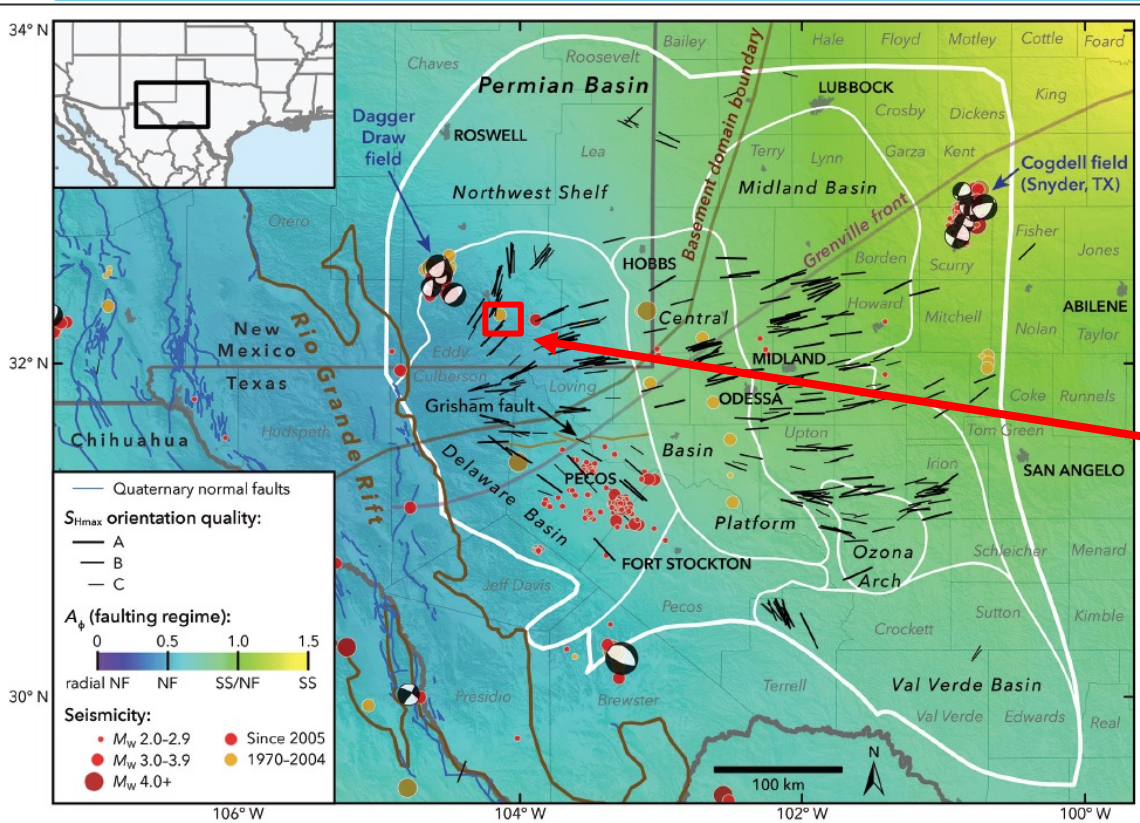 34° N
32° N
30° N
106° W
104° W
102° W
100° W
Chaves
Roosevelt
Bailey
Hale
Floyd
Motley
Cottle
Foard
Permian Basin
LUBBOCK
King
Crosby
Dickens
Dagger
Draw
field
ROSWELL
Basement domain boundary
Lea
Terry
Lynn
Garza
Kent
Cogdell field
(Snyder, TX)
Northwest Shelf
Midland Basin
Grenville front
Otero
HOBBS
Borden
Scurry
Fisher
Jones
New
Mexico
Texas
Rio Grande Rift
Eddy
Culberson
Loving
Central
Basin
Platform
Howard
Mitchell
ABILENE
Nolan
Taylor
MIDLAND
ODESSA
Coke
Runnels
Grisham fault
Chihuahua
Hudspeth
Upton
Tom Green
Irion
SAN ANGELO
Delaware Basin
PECOS
FORT STOCKTON
Ozona
Arch
Schleicher
Menard
Jeff Davis
Pecos
Crockett
Sutton
Kimble
Presidio
Brewster
Terrell
Val Verde Basin
Val Verde
Edwards
Real
N
100 km
Quaternary normal faults
SHmax orientation quality:
A
B
C
Aϕ (faulting regime):
0 0.5 1.0 1.5
radial NF NF SS/NF SS
Seismicity:
Mw 2.0–2.9
Mw 3.0–3.9
Mw 4.0+
Since 2005
1970–2004